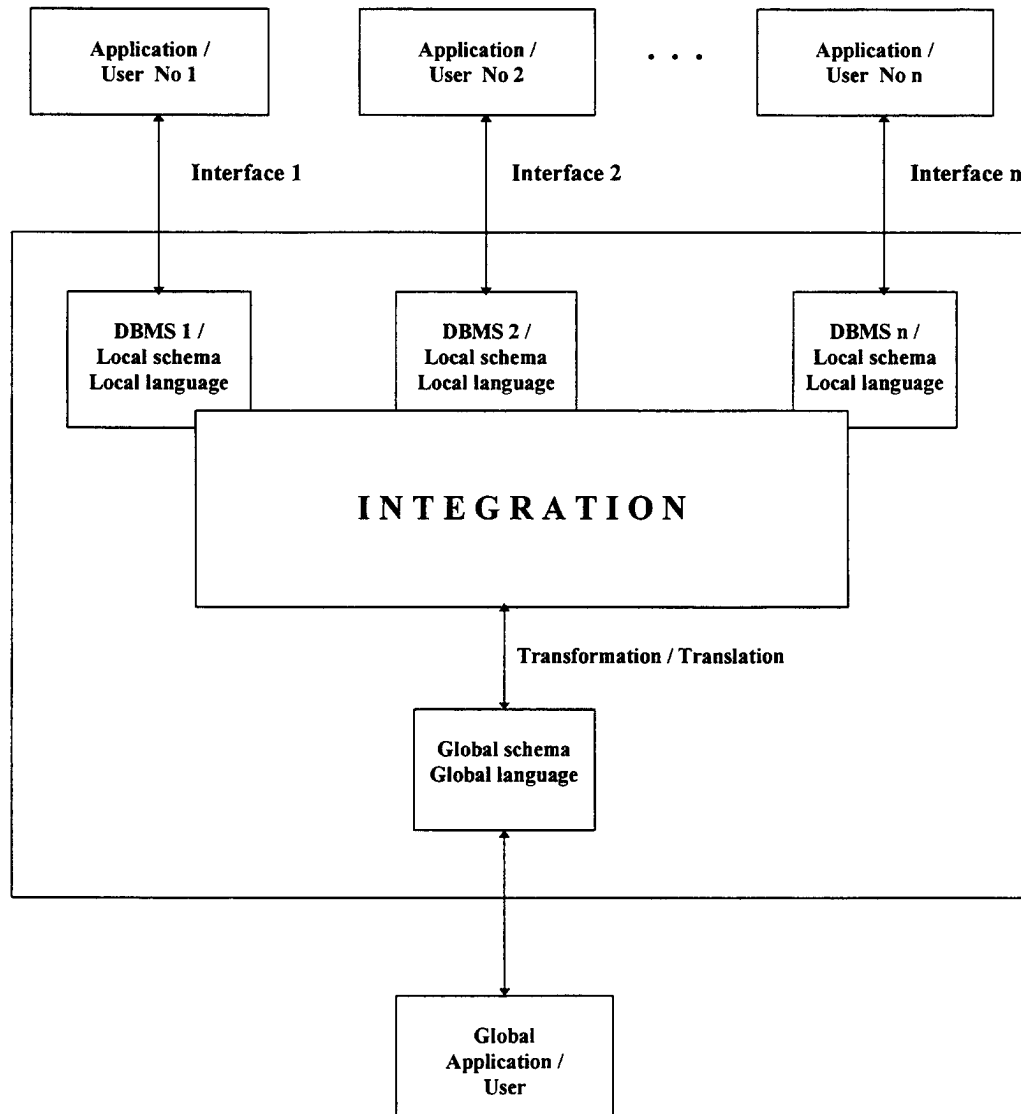 Application /
User No 1
Application /
User No 2
. . .
Application /
User No n
Interface 1
Interface 2
Interface n
DBMS 1 /
Local schema
Local language
DBMS 2 /
Local schema
Local language
DBMS n /
Local schema
Local language
INTEGRATION
Transformation / Translation
Global schema
Global language
Global
Application /
User